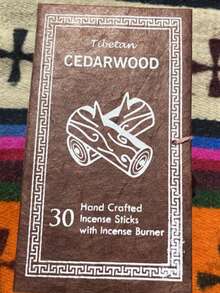 Tibetan
CEDARWOOD
30
Hand Crafted
Incense Sticks
with Incense Burner